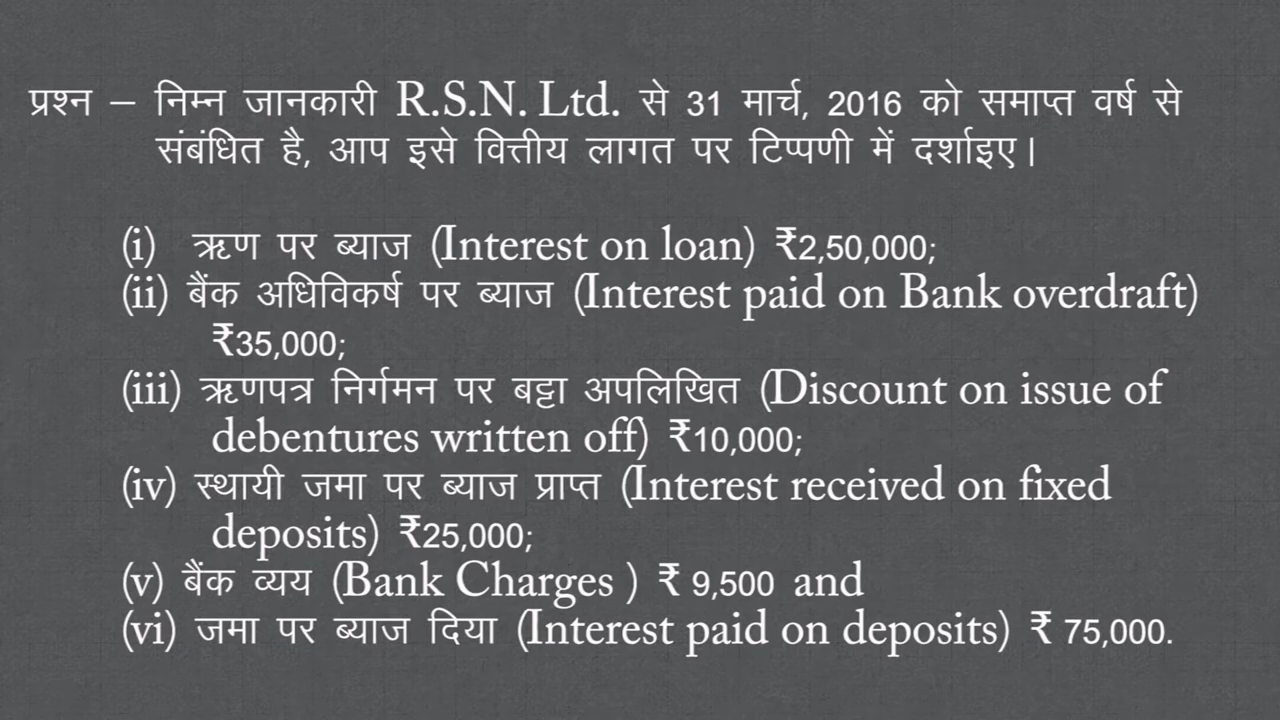 प्रश्न – निम्न जानकारी R.S.N. Ltd. से 31 मार्च, 2016 को समाप्त वर्ष से
संबंधित है, आप इसे वित्तीय लागत पर टिप्पणी में दर्शाइए।
(i) ऋण पर ब्याज (Interest on loan) ₹2,50,000;
(ii) बैंक अधिविकर्ष पर ब्याज (Interest paid on Bank overdraft)
₹35,000;
(iii) ऋणपत्र निर्गमन पर बट्टा अपलिखित (Discount on issue of
debentures written off) ₹10,000;
(iv) स्थायी जमा पर ब्याज प्राप्त (Interest received on fixed
deposits) ₹25,000;
(v) बैंक व्यय (Bank Charges ) ₹ 9,500 and
(vi) जमा पर ब्याज दिया (Interest paid on deposits) ₹ 75,000.